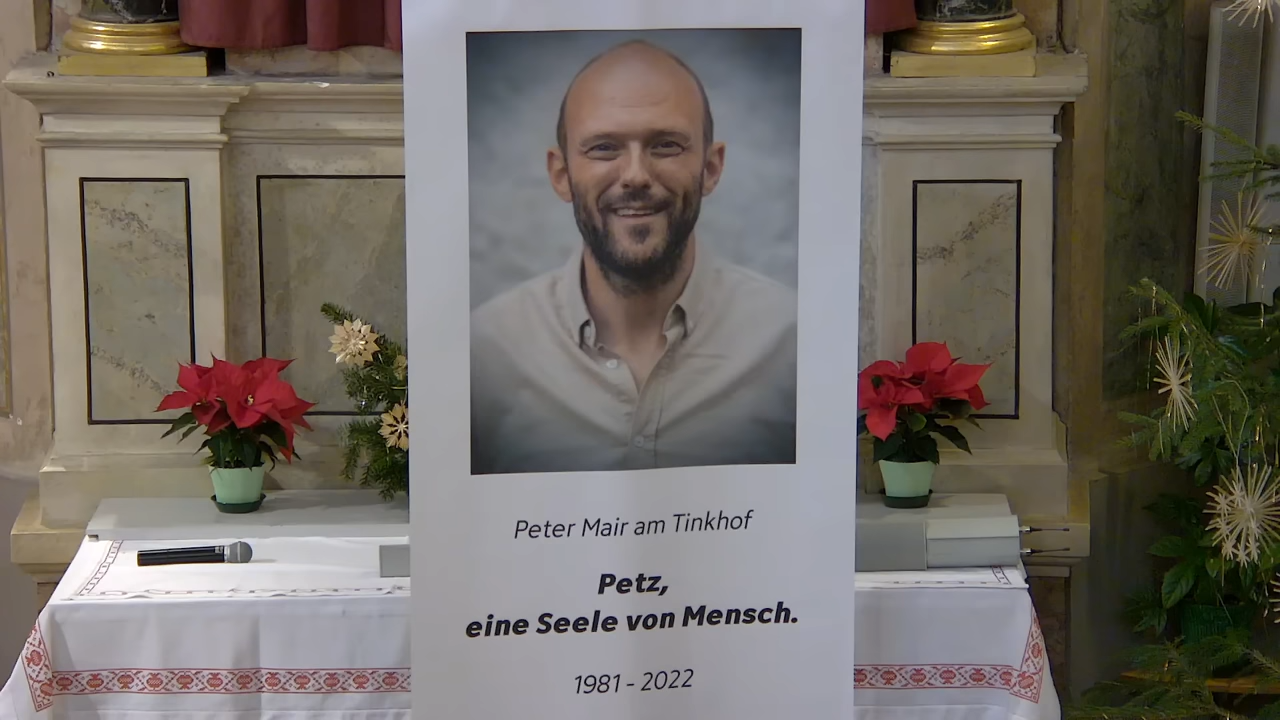 Peter Mair am Tinkhof
Petz,
eine Seele von Mensch.
1981 - 2022